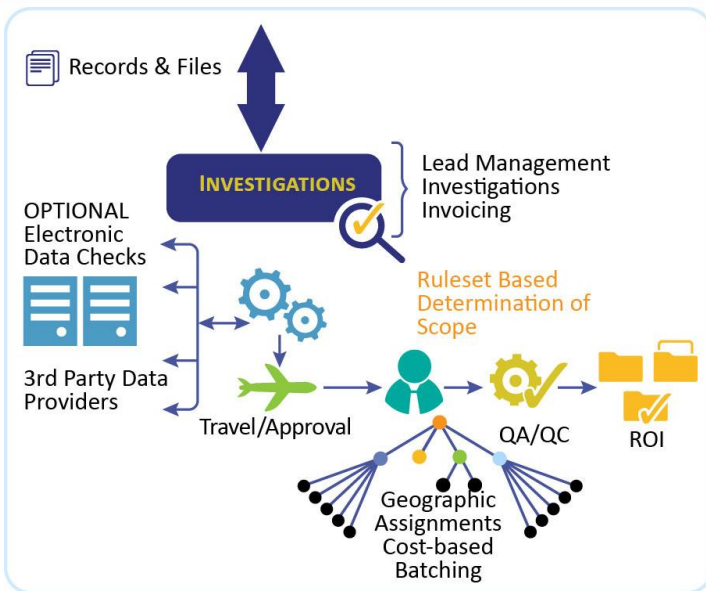 Records & Files
INVESTIGATIONS
Lead Management
Investigations
Invoicing
OPTIONAL
Electronic
Data Checks
3rd Party Data
Providers
Ruleset Based
Determination of
Scope
Travel/Approval
QA/QC
ROI
Geographic
Assignments
Cost-based
Batching